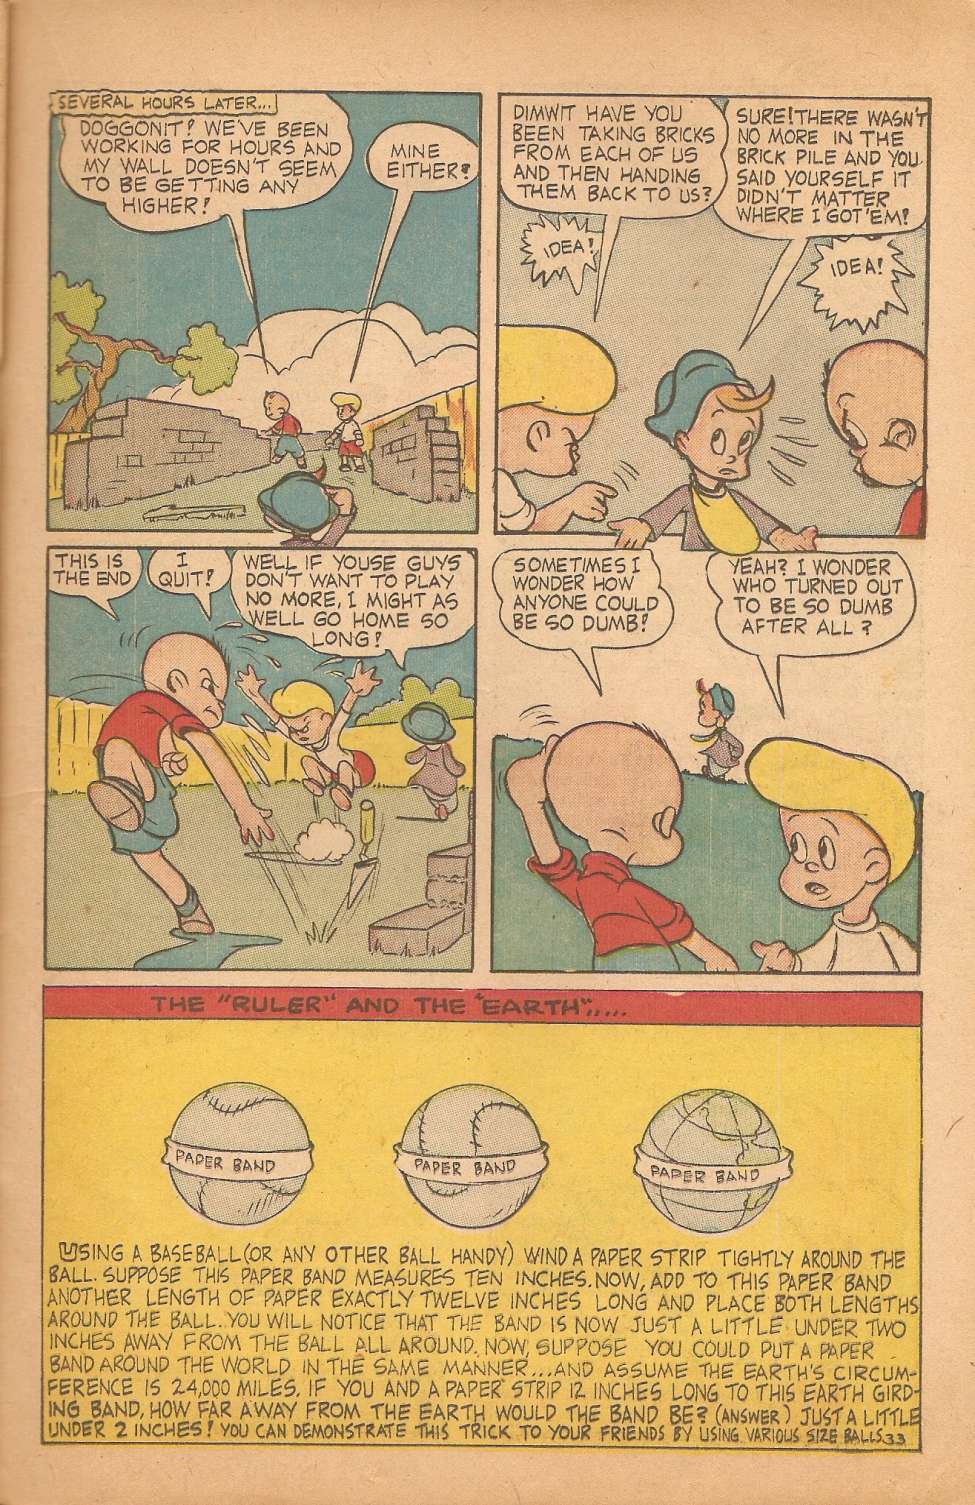 SEVERAL HOURS LATER...
DOGGONIT! WE'VE BEEN
WORKING FOR HOURS AND
MY WALL DOESN'T SEEM
TO BE GETTING ANY
HIGHER!
MINE
EITHER!
DIMWIT HAVE YOU
BEEN TAKING BRICKS
FROM EACH OF US
AND THEN HANDING
THEM BACK TO US?
SURE! THERE WASN'T
NO MORE IN THE
BRICK PILE AND YOU
SAID YOURSELF IT
DIDN'T MATTER
WHERE I GOT 'EM!
IDEA!
IDEA!
THIS IS
THE END
I
QUIT!
WELL IF YOUSE GUYS
DON'T WANT TO PLAY
NO MORE, I MIGHT AS
WELL GO HOME SO
LONG!
SOMETIMES I
WONDER HOW
ANYONE COULD
BE SO DUMB!
YEAH? I WONDER
WHO TURNED OUT
TO BE SO DUMB
AFTER ALL?
THE "RULER" AND THE "EARTH".....
PAPER BAND
PAPER BAND
PAPER BAND
USING A BASEBALL (OR ANY OTHER BALL HANDY) WIND A PAPER STRIP TIGHTLY AROUND THE
BALL. SUPPOSE THIS PAPER BAND MEASURES TEN INCHES. NOW, ADD TO THIS PAPER BAND
ANOTHER LENGTH OF PAPER EXACTLY TWELVE INCHES LONG AND PLACE BOTH LENGTHS
AROUND THE BALL. YOU WILL NOTICE THAT THE BAND IS NOW JUST A LITTLE UNDER TWO
INCHES AWAY FROM THE BALL ALL AROUND. NOW, SUPPOSE YOU COULD PUT A PAPER
BAND AROUND THE WORLD IN THE SAME MANNER... AND ASSUME THE EARTH'S CIRCUM-
FERENCE IS 24,000 MILES. IF YOU AND A PAPER STRIP 12 INCHES LONG TO THIS EARTH GIRD-
ING BAND, HOW FAR AWAY FROM THE EARTH WOULD THE BAND BE? (ANSWER) JUST A LITTLE
UNDER 2 INCHES! YOU CAN DEMONSTRATE THIS TRICK TO YOUR FRIENDS BY USING VARIOUS SIZE BALLS. 33